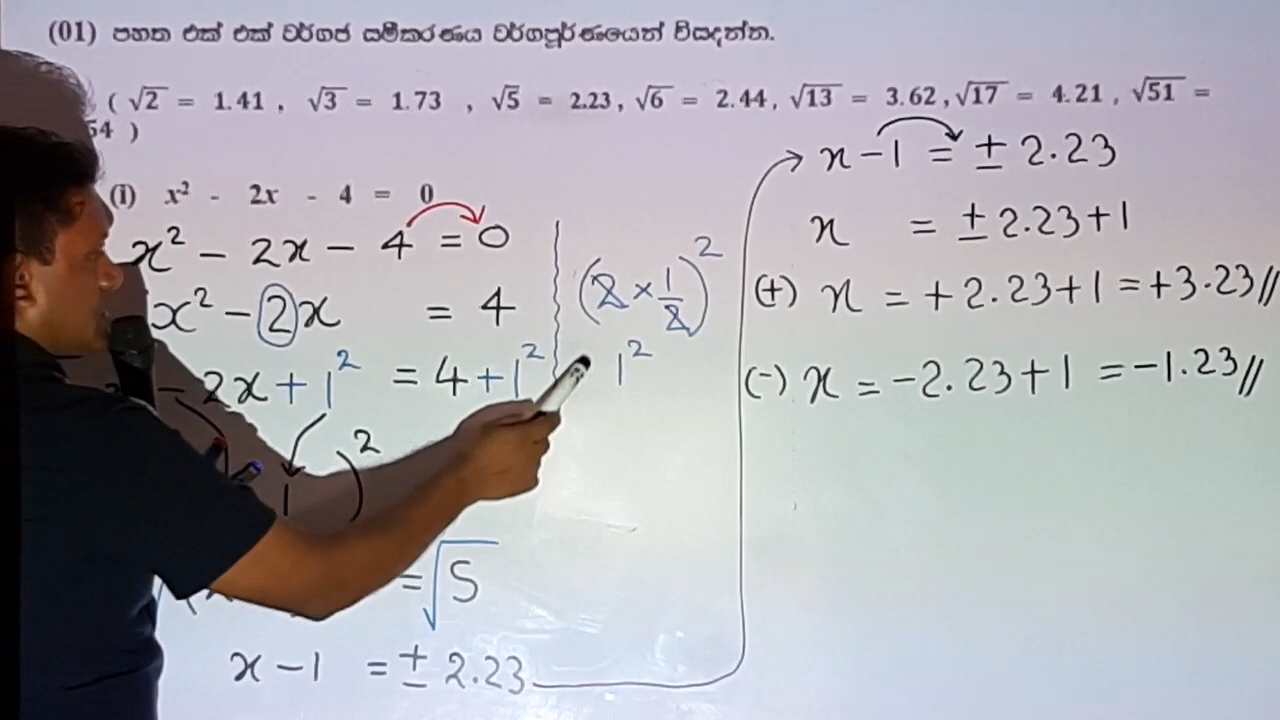 (01) පහත එක් එක් වර්ගජ සමීකරණය වර්ගපූර්ණයෙන් විසඳන්න.
( √2 = 1.41 , √3 = 1.73 , √5 = 2.23, √6 = 2.44, √13 = 3.62, √17 = 4.21 , √51 =
54 )
(i) x² - 2x - 4 = 0
x² - 2x - 4 = 0
x² - 2x = 4
- 2x + 1² = 4 + 1²
1 )²
= √5
x - 1 = ± 2.23
(2 × 1/2)²
1²
x - 1 = ± 2.23
x = ± 2.23 + 1
(+) x = + 2.23 + 1 = +3.23//
(-) x = -2.23 + 1 = -1.23//